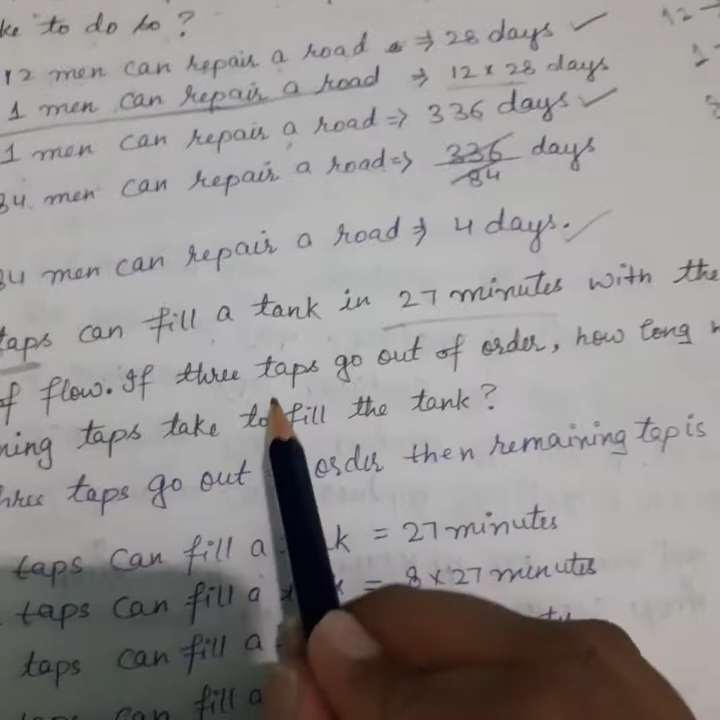 ke to do so?
12 men can repair a road ⇒ 28 days ✓
1 men can repair a road ⇒ 12 x 28 days
1 men can repair a road => 336 days ✓
84 men can repair a road=> 336/84 days
84 men can repair a road ⇒ 4 days. ✓
taps can fill a tank in 27 minutes with the
of flow. If three taps go out of order, how long
ning taps take to fill the tank?
hree taps go out order then remaining tap is
taps can fill a k = 27 minutes
taps can fill a = 8x27 minutes
taps can fill a
can fill a
12